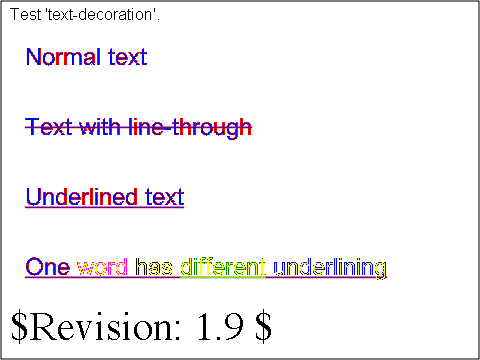 Test 'text-decoration'.
Normal text
Text with line-through
Underlined text
One word has different underlining
$Revision: 1.9 $